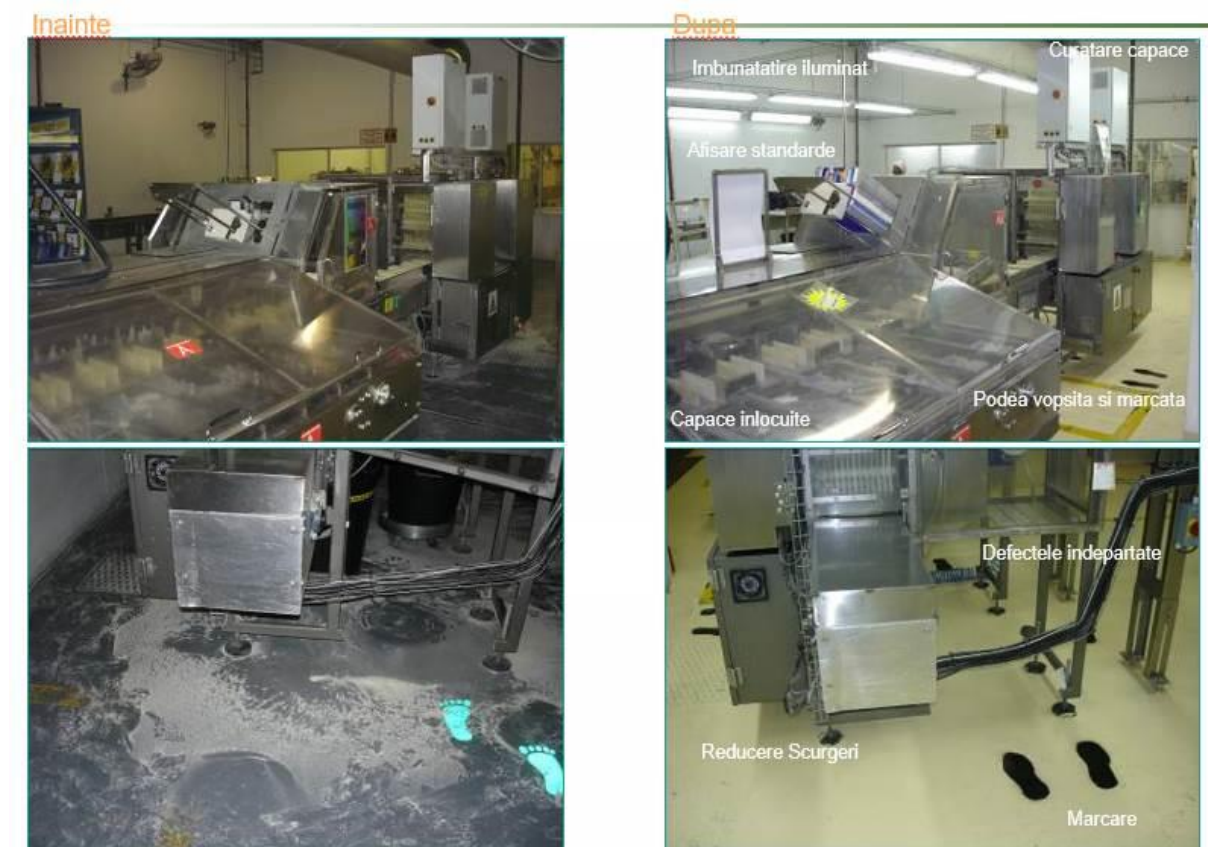 Inainte
Dupa
Imbunatatire iluminat
Curatare capace
Afisare standarde
Capace inlocuite
Podea vopsita si marcata
Defectele indepartate
Reducere Scurgeri
Marcare